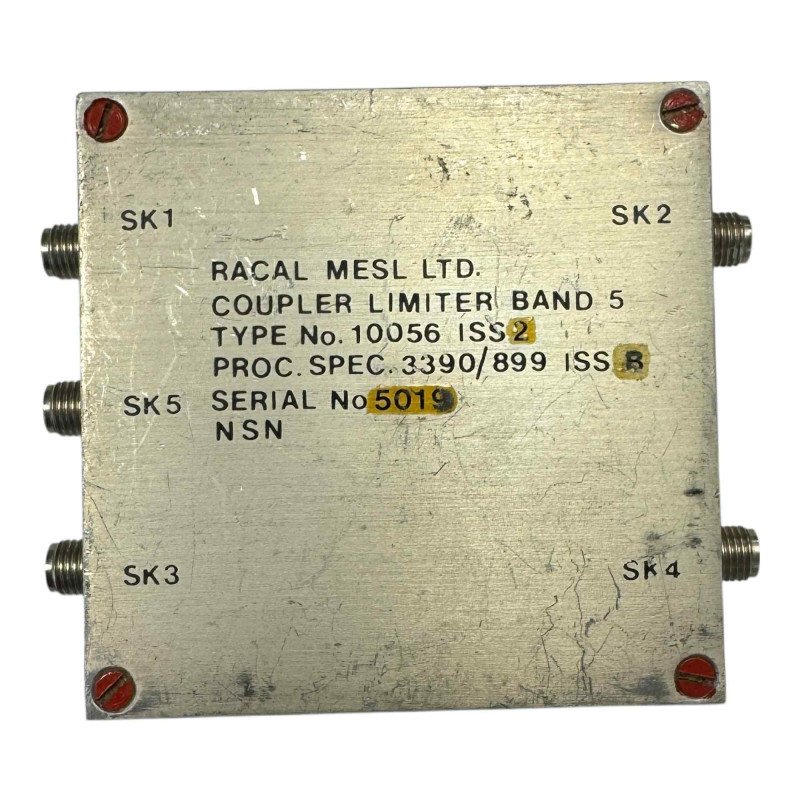 SK1 SK2
RACAL MESL LTD.
COUPLER LIMITER BAND 5
TYPE No. 10056 ISS 2
PROC. SPEC. 3390/899 ISS B
SK5 SERIAL No 5019
NSN
SK3 SK4